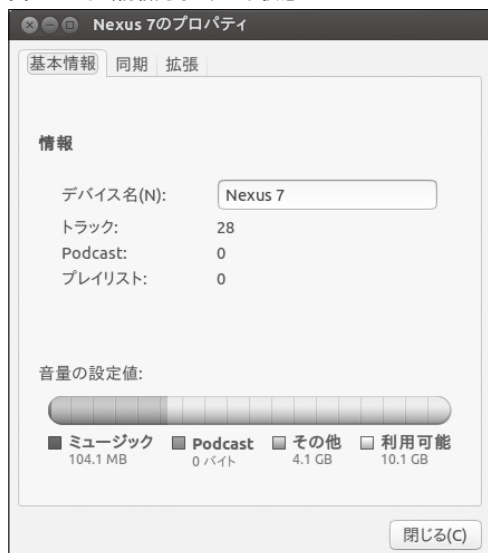 Nexus 7のプロパティ
基本情報 同期 拡張
情報
デバイス名(N): Nexus 7
トラック: 28
Podcast: 0
プレイリスト: 0
音量の設定値:
ミュージック Podcast その他 利用可能
104.1 MB 0 バイト 4.1 GB 10.1 GB
閉じる(C)